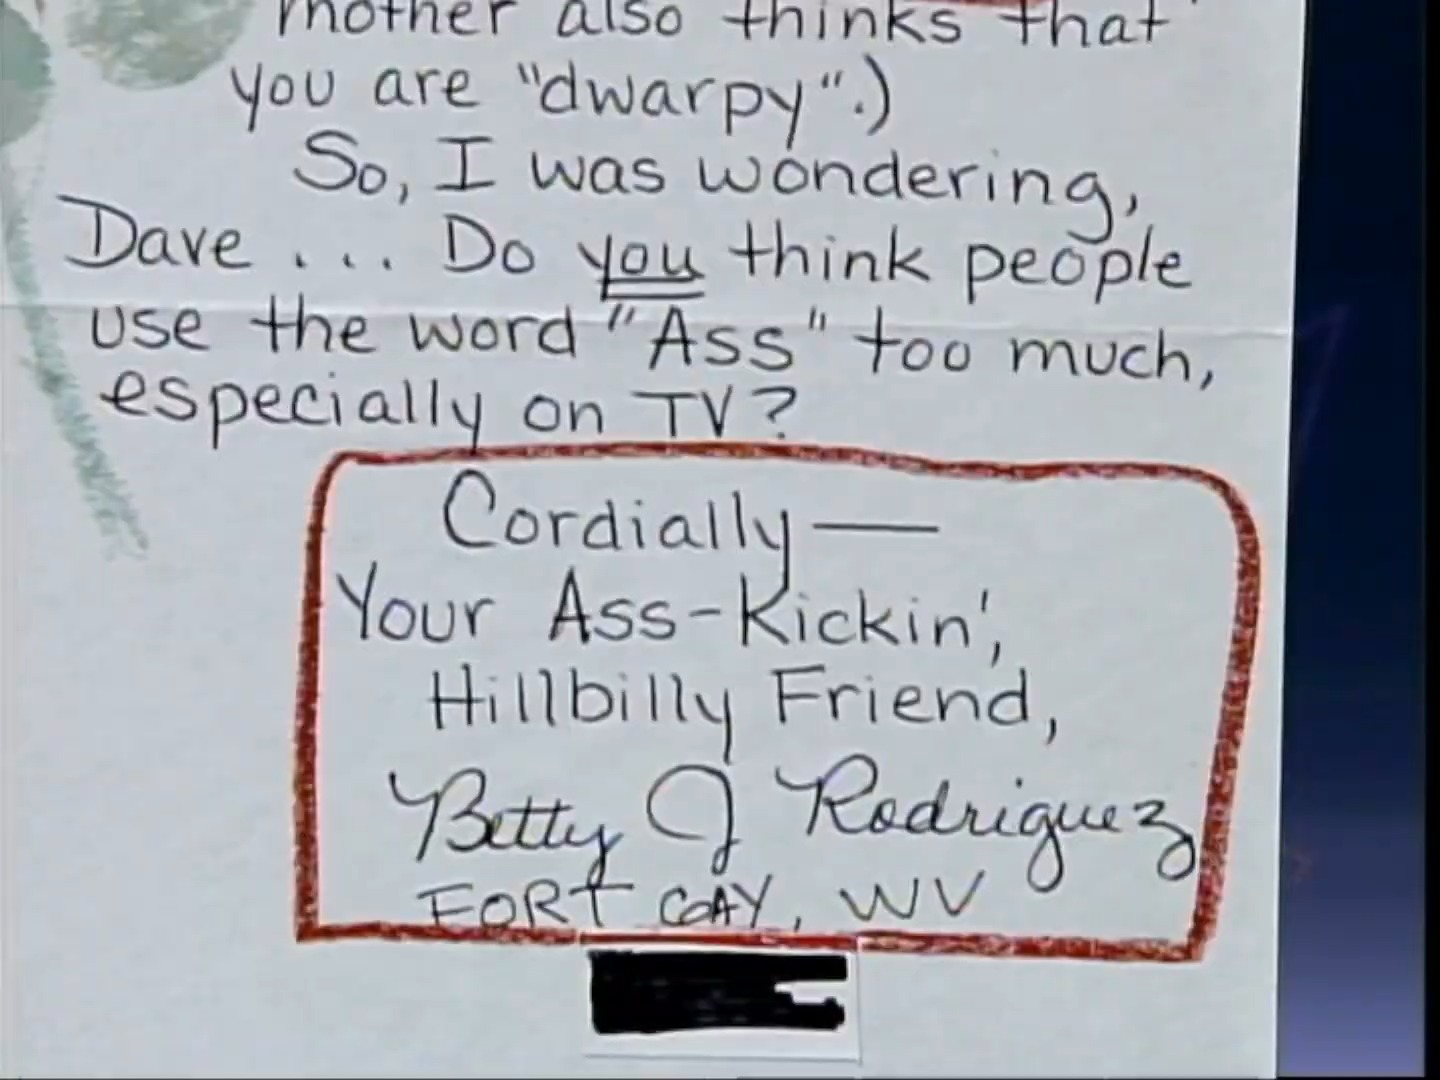 mother also thinks that
you are "dwarpy".)
So, I was wondering,
Dave ... Do you think people
use the word "Ass" too much,
especially on TV?
Cordially —
Your Ass-Kickin',
Hillbilly Friend,
Betty J Rodriguez
FORT GAY, WV